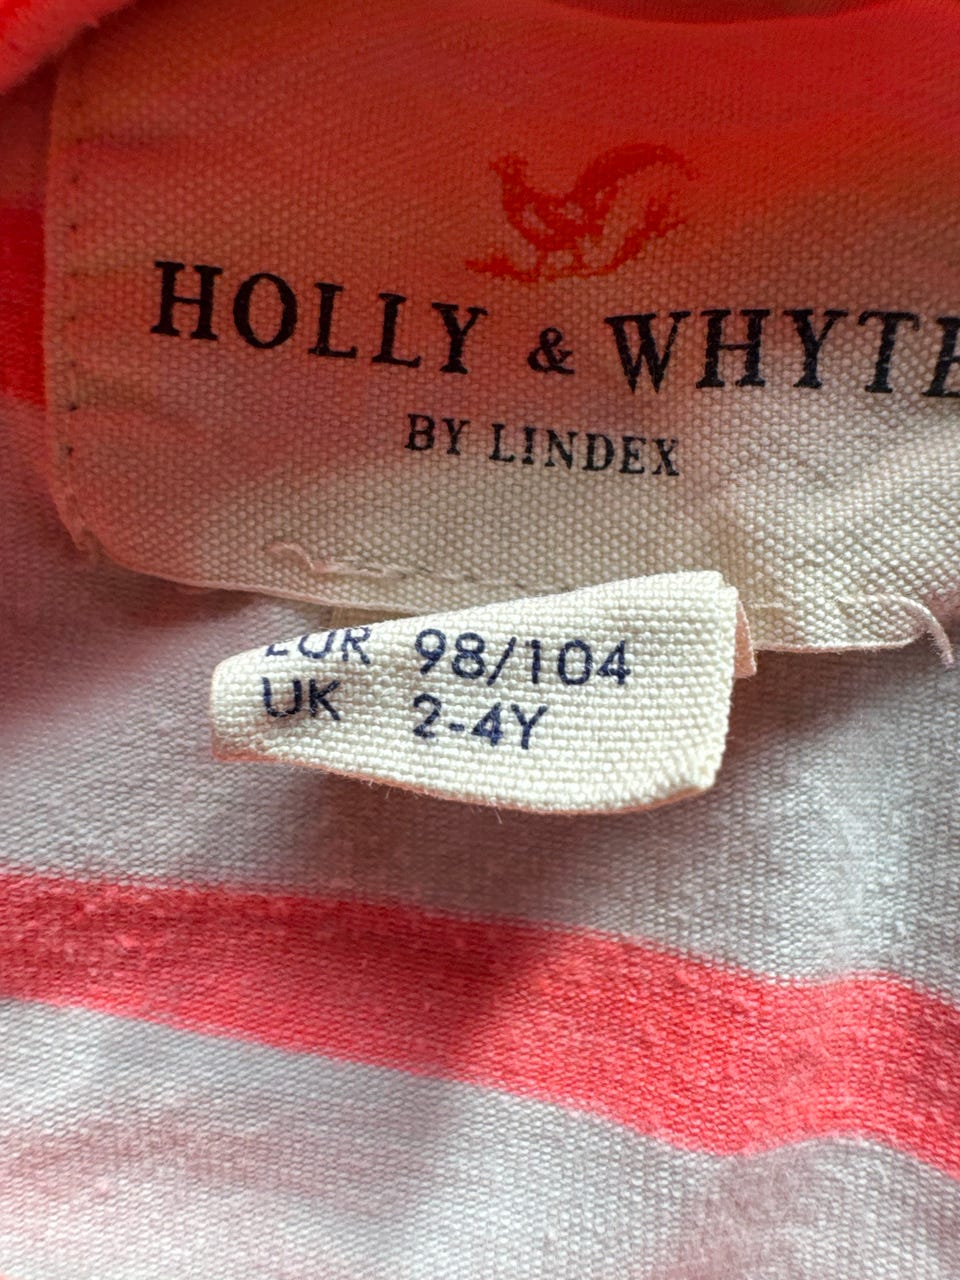 HOLLY & WHYTE
BY LINDEX
EUR 98/104
UK 2-4Y